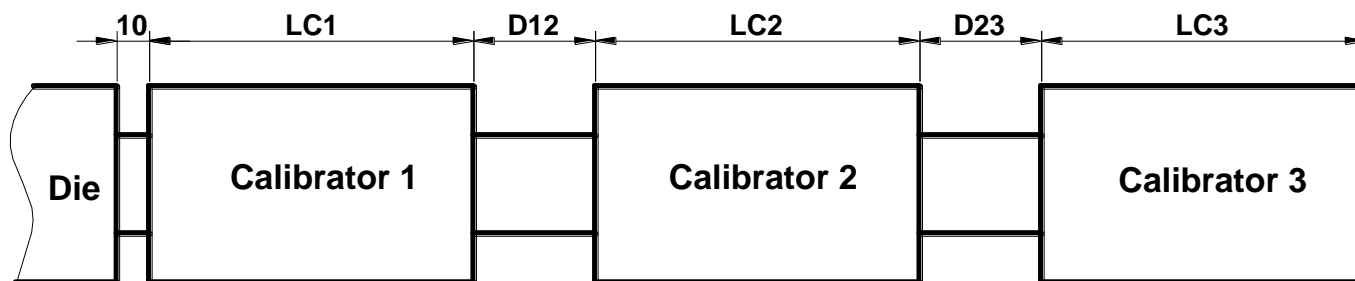 10 LC1 D12 LC2 D23 LC3
Die Calibrator 1 Calibrator 2 Calibrator 3